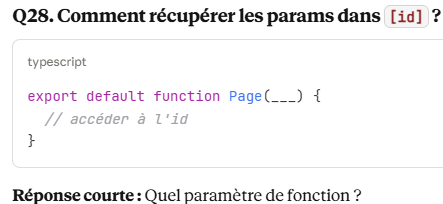 Q28. Comment récupérer les params dans [id] ?
typescript
export default function Page(___) {
// accéder à l'id
}
Réponse courte : Quel paramètre de fonction ?